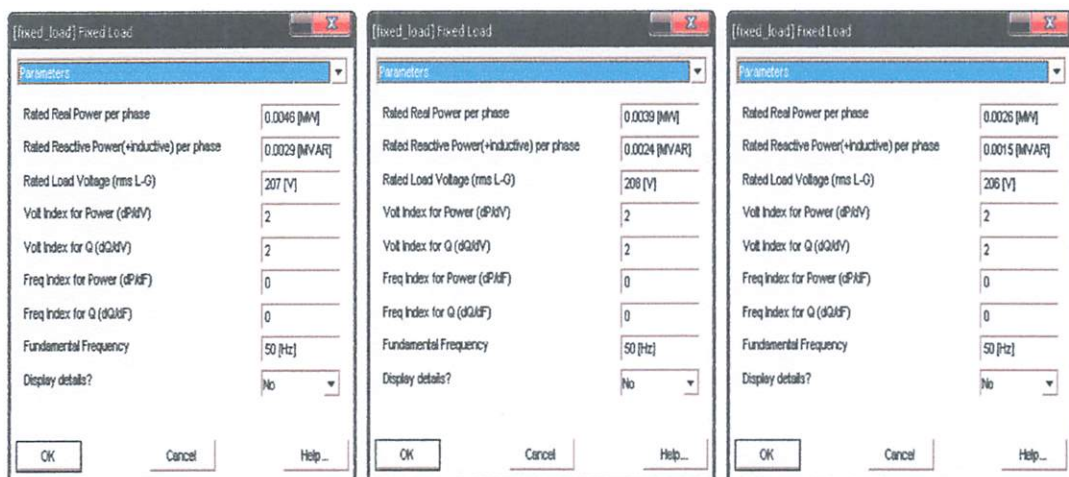 [fixed_load] Fixed Load
Parameters
Rated Real Power per phase 0.0046 [MW]
Rated Reactive Power(+inductive) per phase 0.0029 [MVAR]
Rated Load Voltage (rms L-G) 207 [V]
Volt Index for Power (dP/dV) 2
Volt Index for Q (dQ/dV) 2
Freq Index for Power (dP/dF) 0
Freq Index for Q (dQ/dF) 0
Fundamental Frequency 50 [Hz]
Display details? No
OK Cancel Help...
[fixed_load] Fixed Load
Parameters
Rated Real Power per phase 0.0039 [MW]
Rated Reactive Power(+inductive) per phase 0.0024 [MVAR]
Rated Load Voltage (rms L-G) 208 [V]
Volt Index for Power (dP/dV) 2
Volt Index for Q (dQ/dV) 2
Freq Index for Power (dP/dF) 0
Freq Index for Q (dQ/dF) 0
Fundamental Frequency 50 [Hz]
Display details? No
OK Cancel Help...
[fixed_load] Fixed Load
Parameters
Rated Real Power per phase 0.0026 [MW]
Rated Reactive Power(+inductive) per phase 0.0015 [MVAR]
Rated Load Voltage (rms L-G) 206 [V]
Volt Index for Power (dP/dV) 2
Volt Index for Q (dQ/dV) 2
Freq Index for Power (dP/dF) 0
Freq Index for Q (dQ/dF) 0
Fundamental Frequency 50 [Hz]
Display details? No
OK Cancel Help...